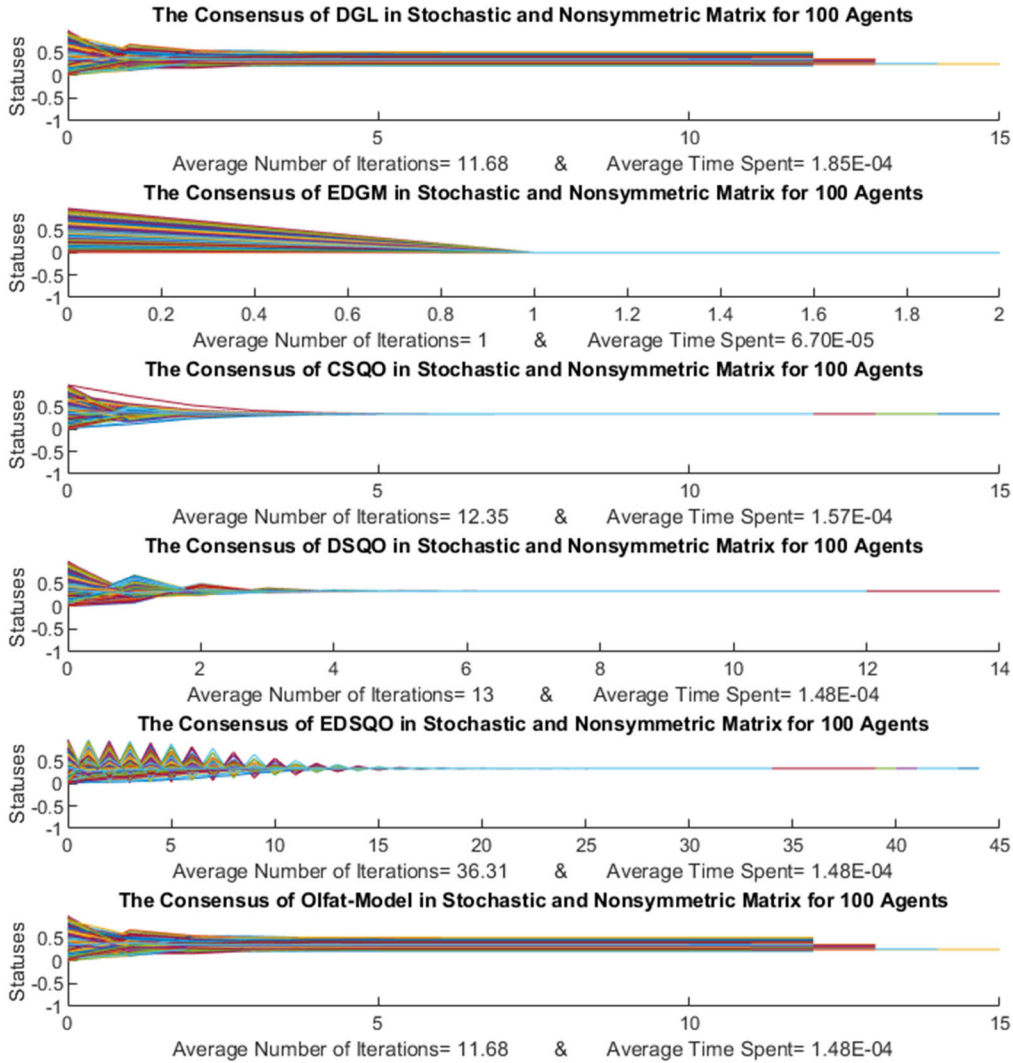 The Consensus of DGL in Stochastic and Nonsymmetric Matrix for 100 Agents
Statuses
0.5
0
-0.5
-1
0 5 10 15
Average Number of Iterations= 11.68 & Average Time Spent= 1.85E-04
The Consensus of EDGM in Stochastic and Nonsymmetric Matrix for 100 Agents
Statuses
0.5
0
-0.5
-1
0 0.2 0.4 0.6 0.8 1 1.2 1.4 1.6 1.8 2
Average Number of Iterations= 1 & Average Time Spent= 6.70E-05
The Consensus of CSQO in Stochastic and Nonsymmetric Matrix for 100 Agents
Statuses
0.5
0
-0.5
-1
0 5 10 15
Average Number of Iterations= 12.35 & Average Time Spent= 1.57E-04
The Consensus of DSQO in Stochastic and Nonsymmetric Matrix for 100 Agents
Statuses
0.5
0
-0.5
-1
0 2 4 6 8 10 12 14
Average Number of Iterations= 13 & Average Time Spent= 1.48E-04
The Consensus of EDSQO in Stochastic and Nonsymmetric Matrix for 100 Agents
Statuses
0.5
0
-0.5
-1
0 5 10 15 20 25 30 35 40 45
Average Number of Iterations= 36.31 & Average Time Spent= 1.48E-04
The Consensus of Olfat-Model in Stochastic and Nonsymmetric Matrix for 100 Agents
Statuses
0.5
0
-0.5
-1
0 5 10 15
Average Number of Iterations= 11.68 & Average Time Spent= 1.48E-04